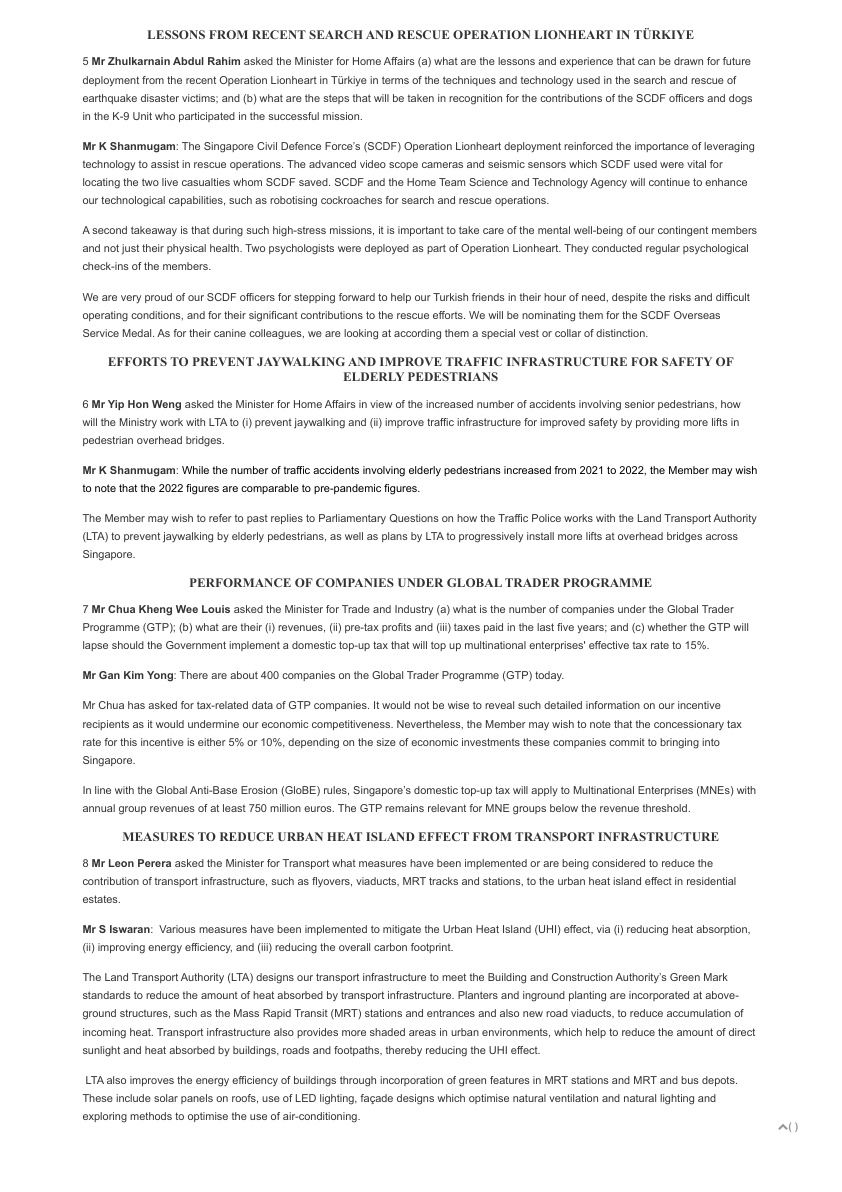 LESSONS FROM RECENT SEARCH AND RESCUE OPERATION LIONHEART IN TÜRKIYE
5 Mr Zhulkarnain Abdul Rahim asked the Minister for Home Affairs (a) what are the lessons and experience that can be drawn for future
deployment from the recent Operation Lionheart in Türkiye in terms of the techniques and technology used in the search and rescue of
earthquake disaster victims; and (b) what are the steps that will be taken in recognition for the contributions of the SCDF officers and dogs
in the K-9 Unit who participated in the successful mission.
Mr K Shanmugam: The Singapore Civil Defence Force's (SCDF) Operation Lionheart deployment reinforced the importance of leveraging
technology to assist in rescue operations. The advanced video scope cameras and seismic sensors which SCDF used were vital for
locating the two live casualties whom SCDF saved. SCDF and the Home Team Science and Technology Agency will continue to enhance
our technological capabilities, such as robotising cockroaches for search and rescue operations.
A second takeaway is that during such high-stress missions, it is important to take care of the mental well-being of our contingent members
and not just their physical health. Two psychologists were deployed as part of Operation Lionheart. They conducted regular psychological
check-ins of the members.
We are very proud of our SCDF officers for stepping forward to help our Turkish friends in their hour of need, despite the risks and difficult
operating conditions, and for their significant contributions to the rescue efforts. We will be nominating them for the SCDF Overseas
Service Medal. As for their canine colleagues, we are looking at according them a special vest or collar of distinction.
EFFORTS TO PREVENT JAYWALKING AND IMPROVE TRAFFIC INFRASTRUCTURE FOR SAFETY OF
ELDERLY PEDESTRIANS
6 Mr Yip Hon Weng asked the Minister for Home Affairs in view of the increased number of accidents involving senior pedestrians, how
will the Ministry work with LTA to (i) prevent jaywalking and (ii) improve traffic infrastructure for improved safety by providing more lifts in
pedestrian overhead bridges.
Mr K Shanmugam: While the number of traffic accidents involving elderly pedestrians increased from 2021 to 2022, the Member may wish
to note that the 2022 figures are comparable to pre-pandemic figures.
The Member may wish to refer to past replies to Parliamentary Questions on how the Traffic Police works with the Land Transport Authority
(LTA) to prevent jaywalking by elderly pedestrians, as well as plans by LTA to progressively install more lifts at overhead bridges across
Singapore.
PERFORMANCE OF COMPANIES UNDER GLOBAL TRADER PROGRAMME
7 Mr Chua Kheng Wee Louis asked the Minister for Trade and Industry (a) what is the number of companies under the Global Trader
Programme (GTP); (b) what are their (i) revenues, (ii) pre-tax profits and (iii) taxes paid in the last five years; and (c) whether the GTP will
lapse should the Government implement a domestic top-up tax that will top up multinational enterprises' effective tax rate to 15%.
Mr Gan Kim Yong: There are about 400 companies on the Global Trader Programme (GTP) today.
Mr Chua has asked for tax-related data of GTP companies. It would not be wise to reveal such detailed information on our incentive
recipients as it would undermine our economic competitiveness. Nevertheless, the Member may wish to note that the concessionary tax
rate for this incentive is either 5% or 10%, depending on the size of economic investments these companies commit to bringing into
Singapore.
In line with the Global Anti-Base Erosion (GloBE) rules, Singapore's domestic top-up tax will apply to Multinational Enterprises (MNEs) with
annual group revenues of at least 750 million euros. The GTP remains relevant for MNE groups below the revenue threshold.
MEASURES TO REDUCE URBAN HEAT ISLAND EFFECT FROM TRANSPORT INFRASTRUCTURE
8 Mr Leon Perera asked the Minister for Transport what measures have been implemented or are being considered to reduce the
contribution of transport infrastructure, such as flyovers, viaducts, MRT tracks and stations, to the urban heat island effect in residential
estates.
Mr S Iswaran: Various measures have been implemented to mitigate the Urban Heat Island (UHI) effect, via (i) reducing heat absorption,
(ii) improving energy efficiency, and (iii) reducing the overall carbon footprint.
The Land Transport Authority (LTA) designs our transport infrastructure to meet the Building and Construction Authority's Green Mark
standards to reduce the amount of heat absorbed by transport infrastructure. Planters and inground planting are incorporated at above-
ground structures, such as the Mass Rapid Transit (MRT) stations and entrances and also new road viaducts, to reduce accumulation of
incoming heat. Transport infrastructure also provides more shaded areas in urban environments, which help to reduce the amount of direct
sunlight and heat absorbed by buildings, roads and footpaths, thereby reducing the UHI effect.
LTA also improves the energy efficiency of buildings through incorporation of green features in MRT stations and MRT and bus depots.
These include solar panels on roofs, use of LED lighting, façade designs which optimise natural ventilation and natural lighting and
exploring methods to optimise the use of air-conditioning.
( )